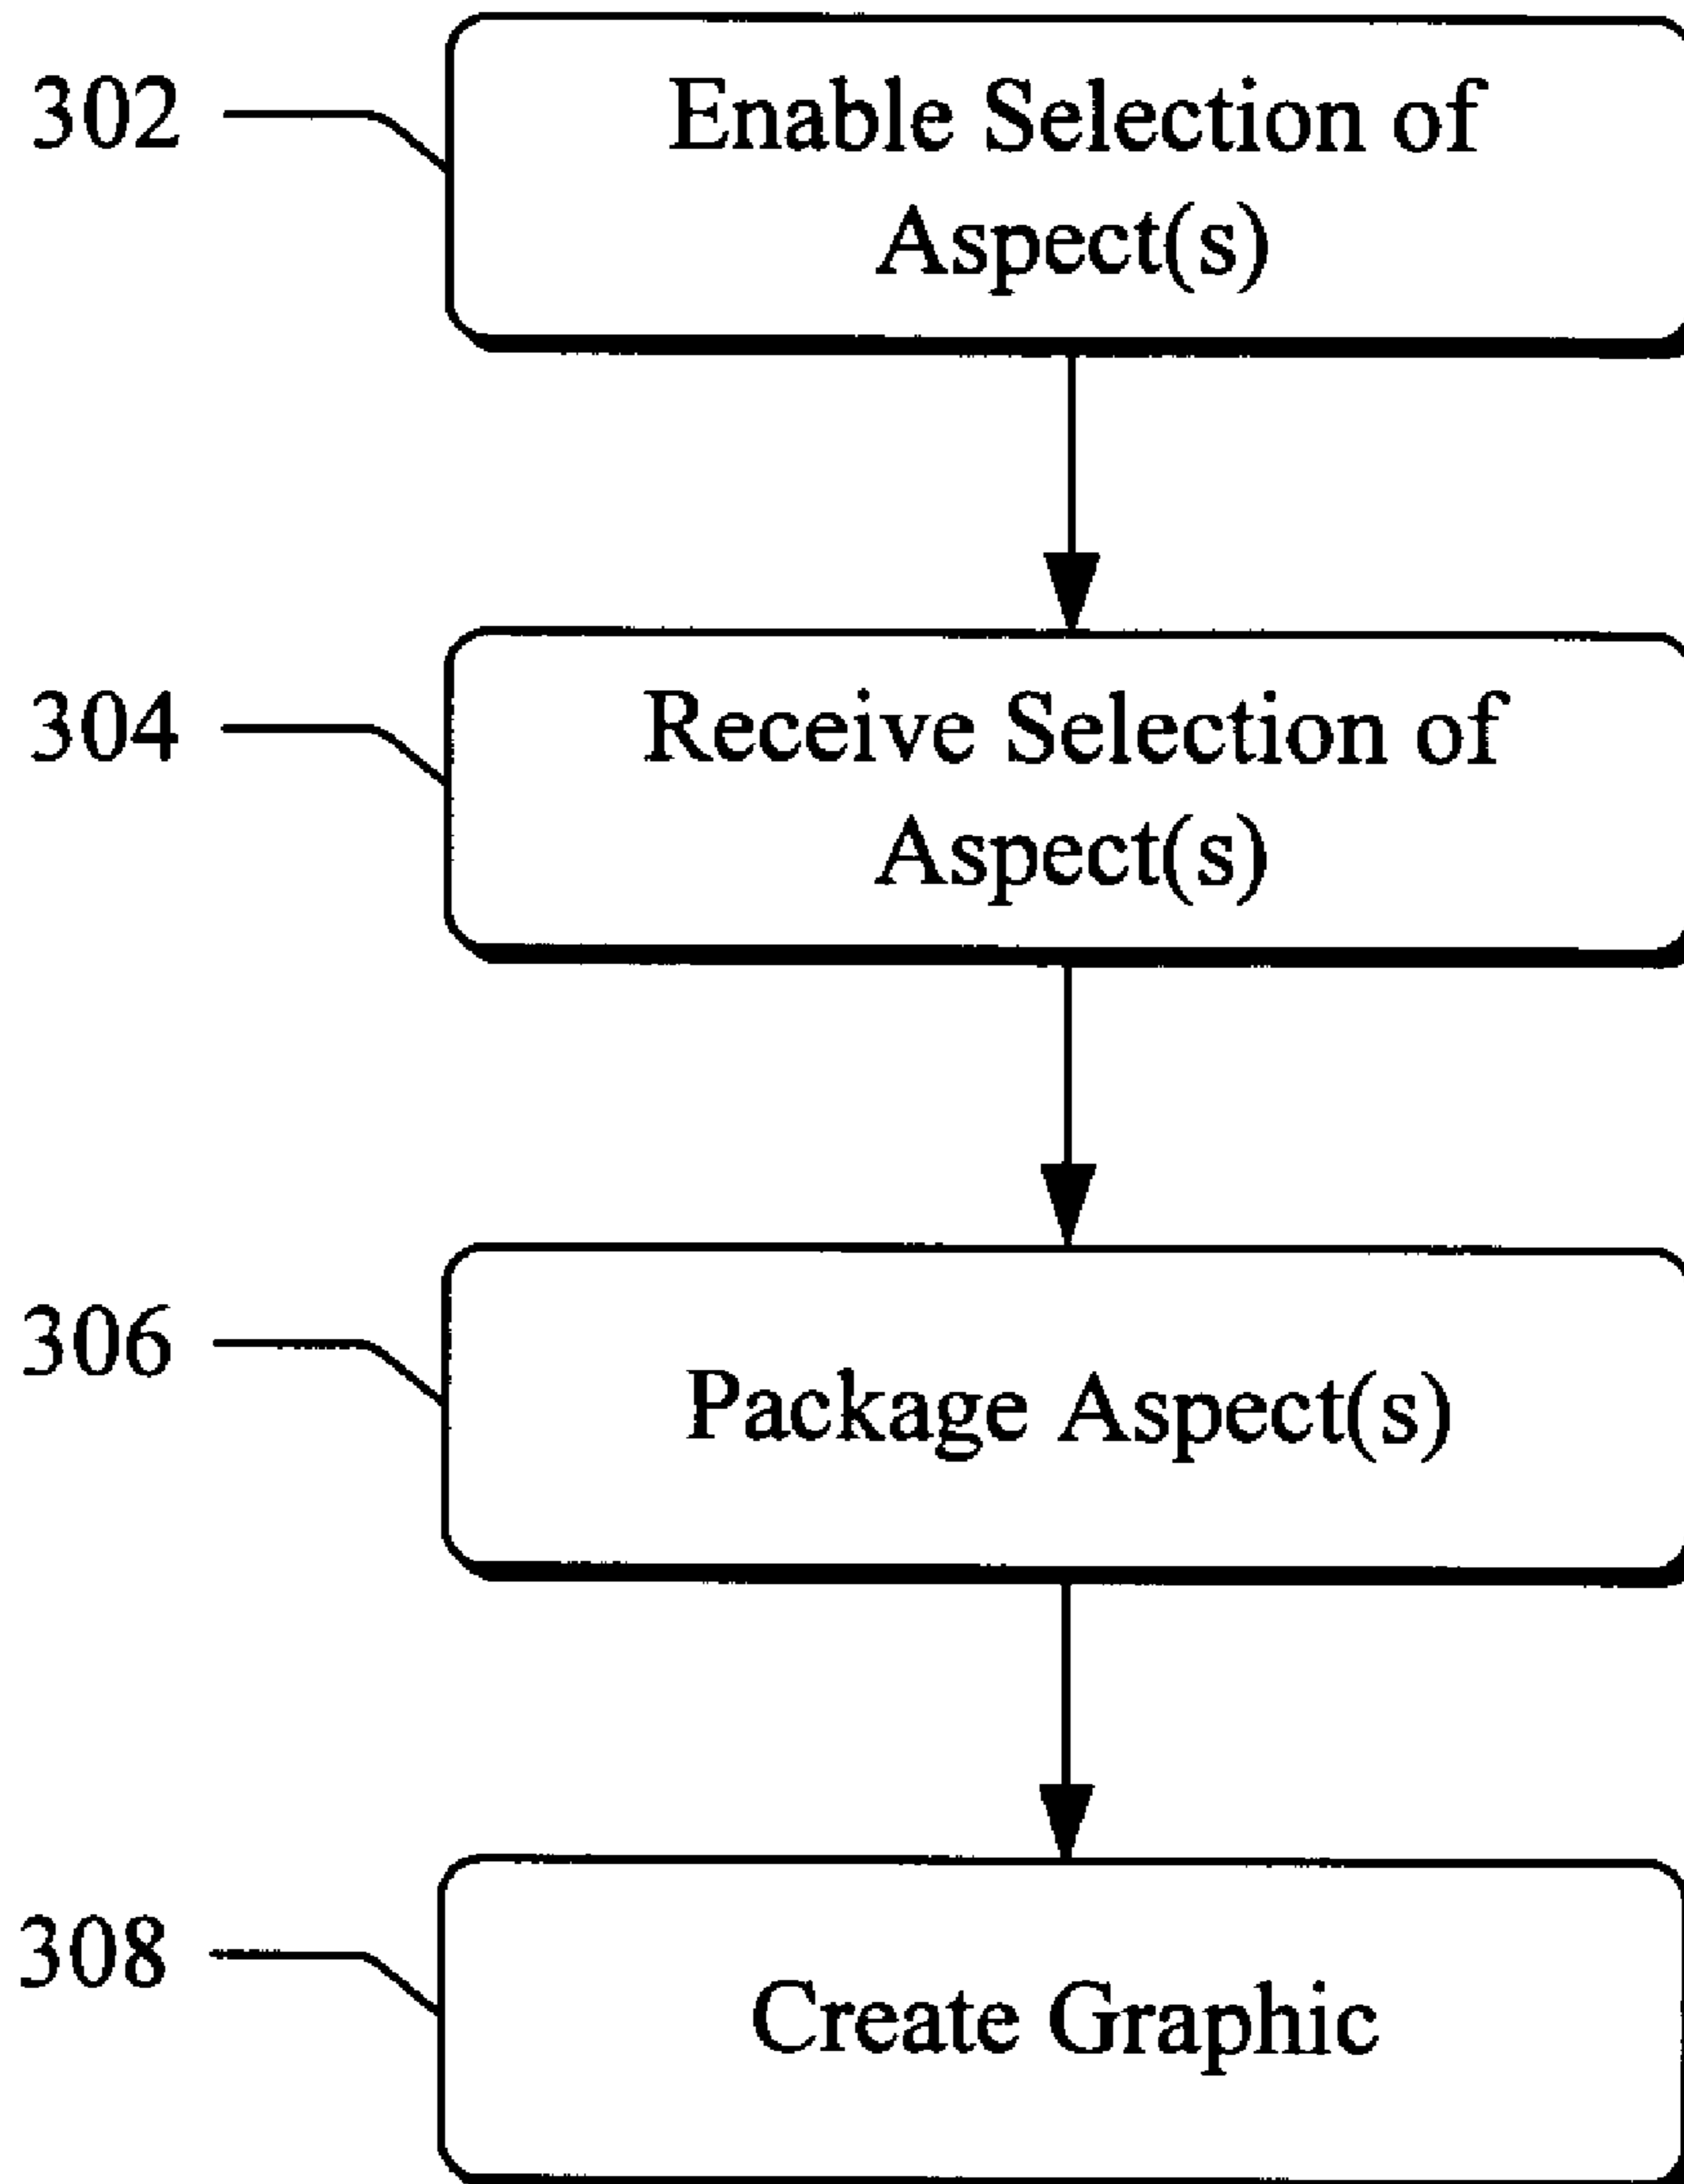 302
Enable Selection of
Aspect(s)
304
Receive Selection of
Aspect(s)
306
Package Aspect(s)
308
Create Graphic